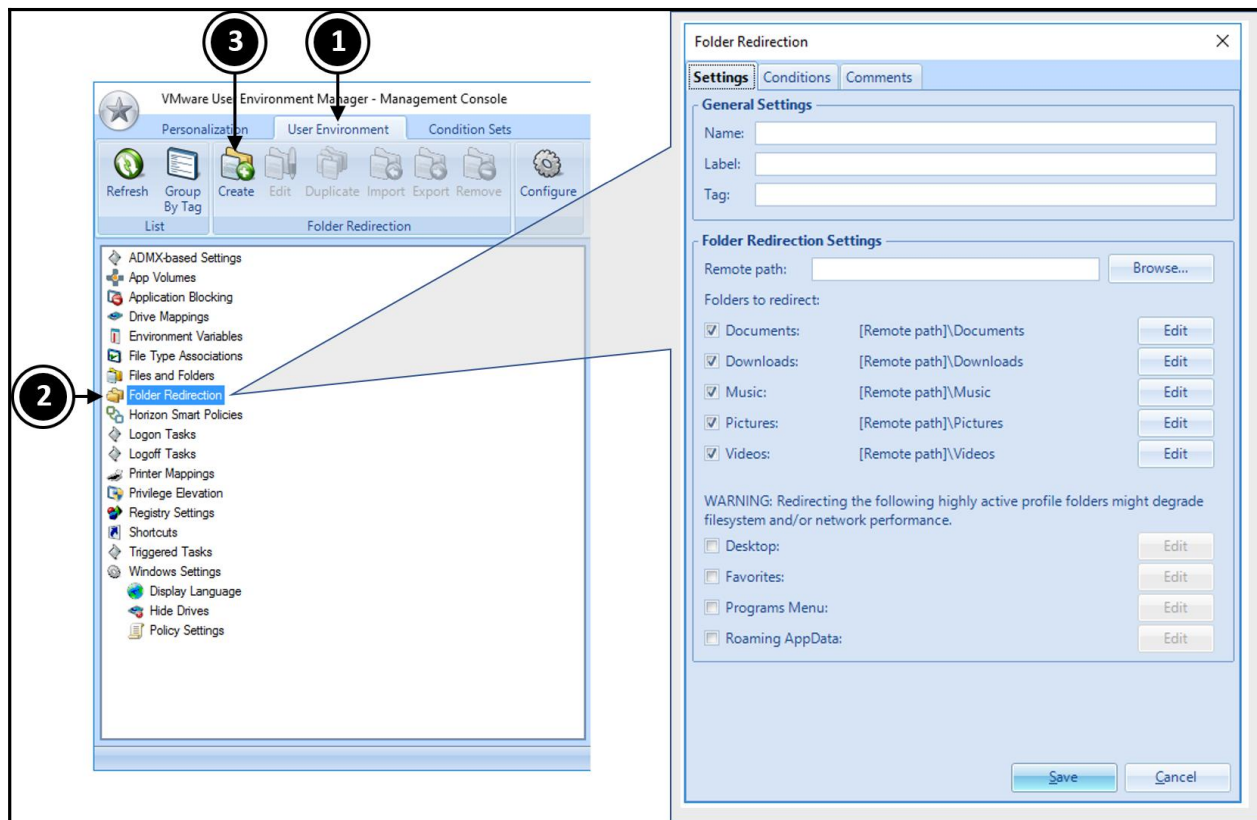 3
1
VMware User Environment Manager - Management Console
Personalization
User Environment
Condition Sets
Refresh
Group
By Tag
Create
Edit
Duplicate
Import
Export
Remove
Configure
List
Folder Redirection
ADMX-based Settings
App Volumes
Application Blocking
Drive Mappings
Environment Variables
File Type Associations
Files and Folders
2
Folder Redirection
Horizon Smart Policies
Logon Tasks
Logoff Tasks
Printer Mappings
Privilege Elevation
Registry Settings
Shortcuts
Triggered Tasks
Windows Settings
Display Language
Hide Drives
Policy Settings
Folder Redirection
Settings
Conditions
Comments
General Settings
Name:
Label:
Tag:
Folder Redirection Settings
Remote path:
Browse...
Folders to redirect:
Documents: [Remote path]\Documents Edit
Downloads: [Remote path]\Downloads Edit
Music: [Remote path]\Music Edit
Pictures: [Remote path]\Pictures Edit
Videos: [Remote path]\Videos Edit
WARNING: Redirecting the following highly active profile folders might degrade
filesystem and/or network performance.
Desktop: Edit
Favorites: Edit
Programs Menu: Edit
Roaming AppData: Edit
Save
Cancel